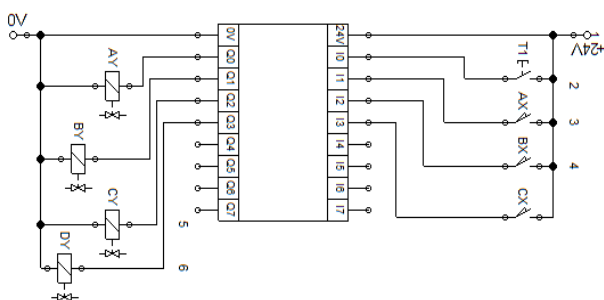 0V
+24V
1
0V
24V
Q0
I0
Q1
I1
Q2
I2
Q3
I3
Q4
I4
Q5
I5
Q6
I6
Q7
I7
AY
BY
CY
DY
T1
AX
BX
CX
2
3
4
5
6